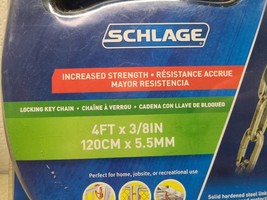 SCHLAGE
INCREASED STRENGTH • RÉSISTANCE ACCRUE
MAYOR RESISTENCIA
LOCKING KEY CHAIN • CHAÎNE À VERROU • CADENA CON LLAVE DE BLOQUEO
4FT x 3/8IN
120CM x 5.5MM
Perfect for home, jobsite, or recreational use
Solid hardened steel link